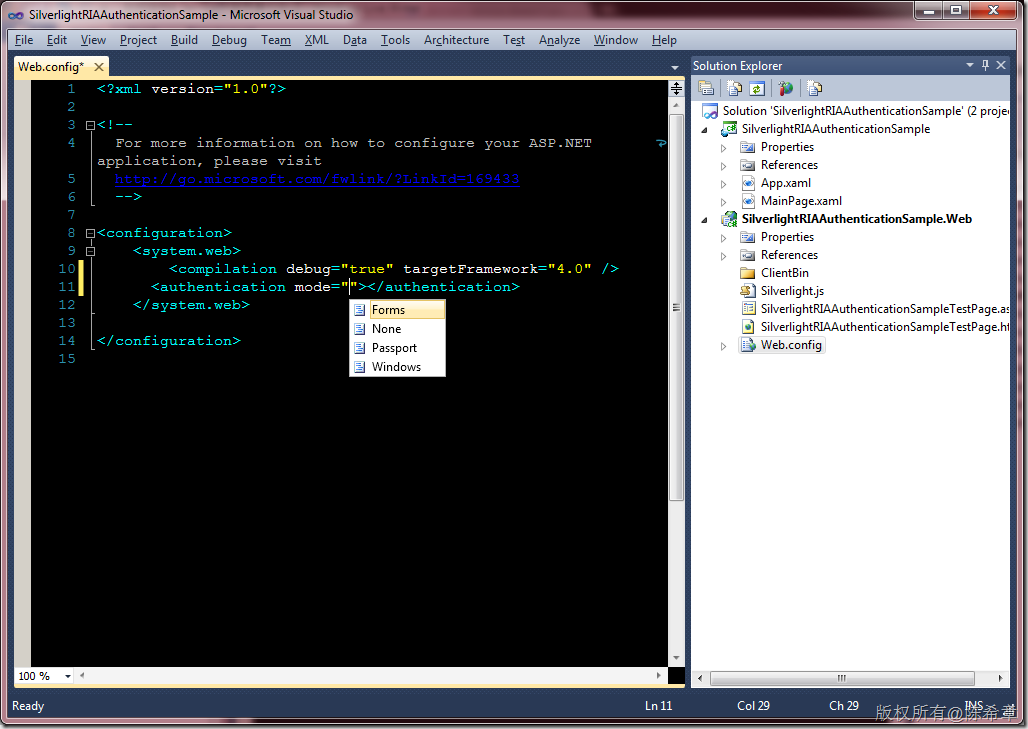 SilverlightRIAAuthenticationSample - Microsoft Visual Studio
File Edit View Project Build Debug Team XML Data Tools Architecture Test Analyze Window Help
Web.config*
1 <?xml version="1.0"?>
2
3 <!--
4 For more information on how to configure your ASP.NET
application, please visit
5 http://go.microsoft.com/fwlink/?LinkId=169433
6 -->
7
8 <configuration>
9 <system.web>
10 <compilation debug="true" targetFramework="4.0" />
11 <authentication mode=""></authentication>
12 </system.web>
13
14 </configuration>
15
Forms
None
Passport
Windows
100 %
Solution Explorer
Solution 'SilverlightRIAAuthenticationSample' (2 proje
SilverlightRIAAuthenticationSample
Properties
References
App.xaml
MainPage.xaml
SilverlightRIAAuthenticationSample.Web
Properties
References
ClientBin
Silverlight.js
SilverlightRIAAuthenticationSampleTestPage.as
SilverlightRIAAuthenticationSampleTestPage.ht
Web.config
Ready Ln 11 Col 29 Ch 29 INS
版权所有@陈希章